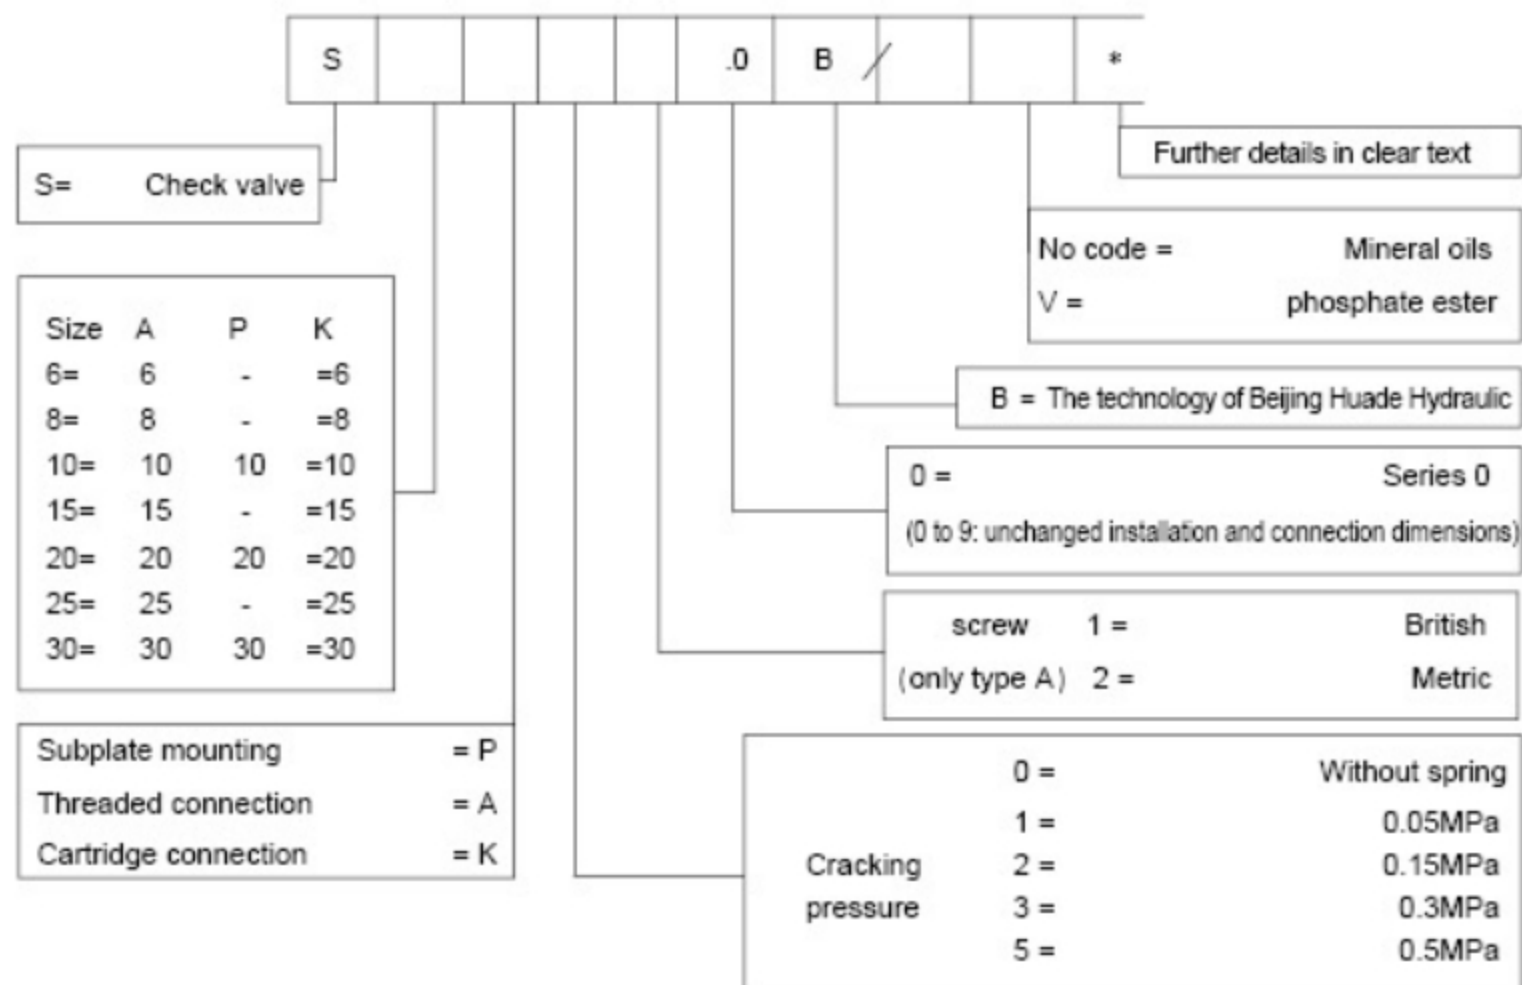 S .0 B / *
Further details in clear text
S= Check valve
No code = Mineral oils
V = phosphate ester
Size A P K
6= 6 - =6
8= 8 - =8
10= 10 10 =10
15= 15 - =15
20= 20 20 =20
25= 25 - =25
30= 30 30 =30
B = The technology of Beijing Huade Hydraulic
0 = Series 0
(0 to 9: unchanged installation and connection dimensions)
screw 1 = British
(only type A) 2 = Metric
Subplate mounting = P
Threaded connection = A
Cartridge connection = K
0 = Without spring
1 = 0.05MPa
Cracking 2 = 0.15MPa
pressure 3 = 0.3MPa
5 = 0.5MPa